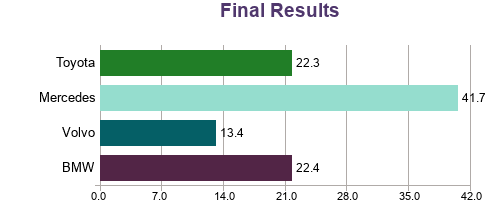 Final Results
Toyota 22.3
Mercedes 41.7
Volvo 13.4
BMW 22.4
0.0 7.0 14.0 21.0 28.0 35.0 42.0